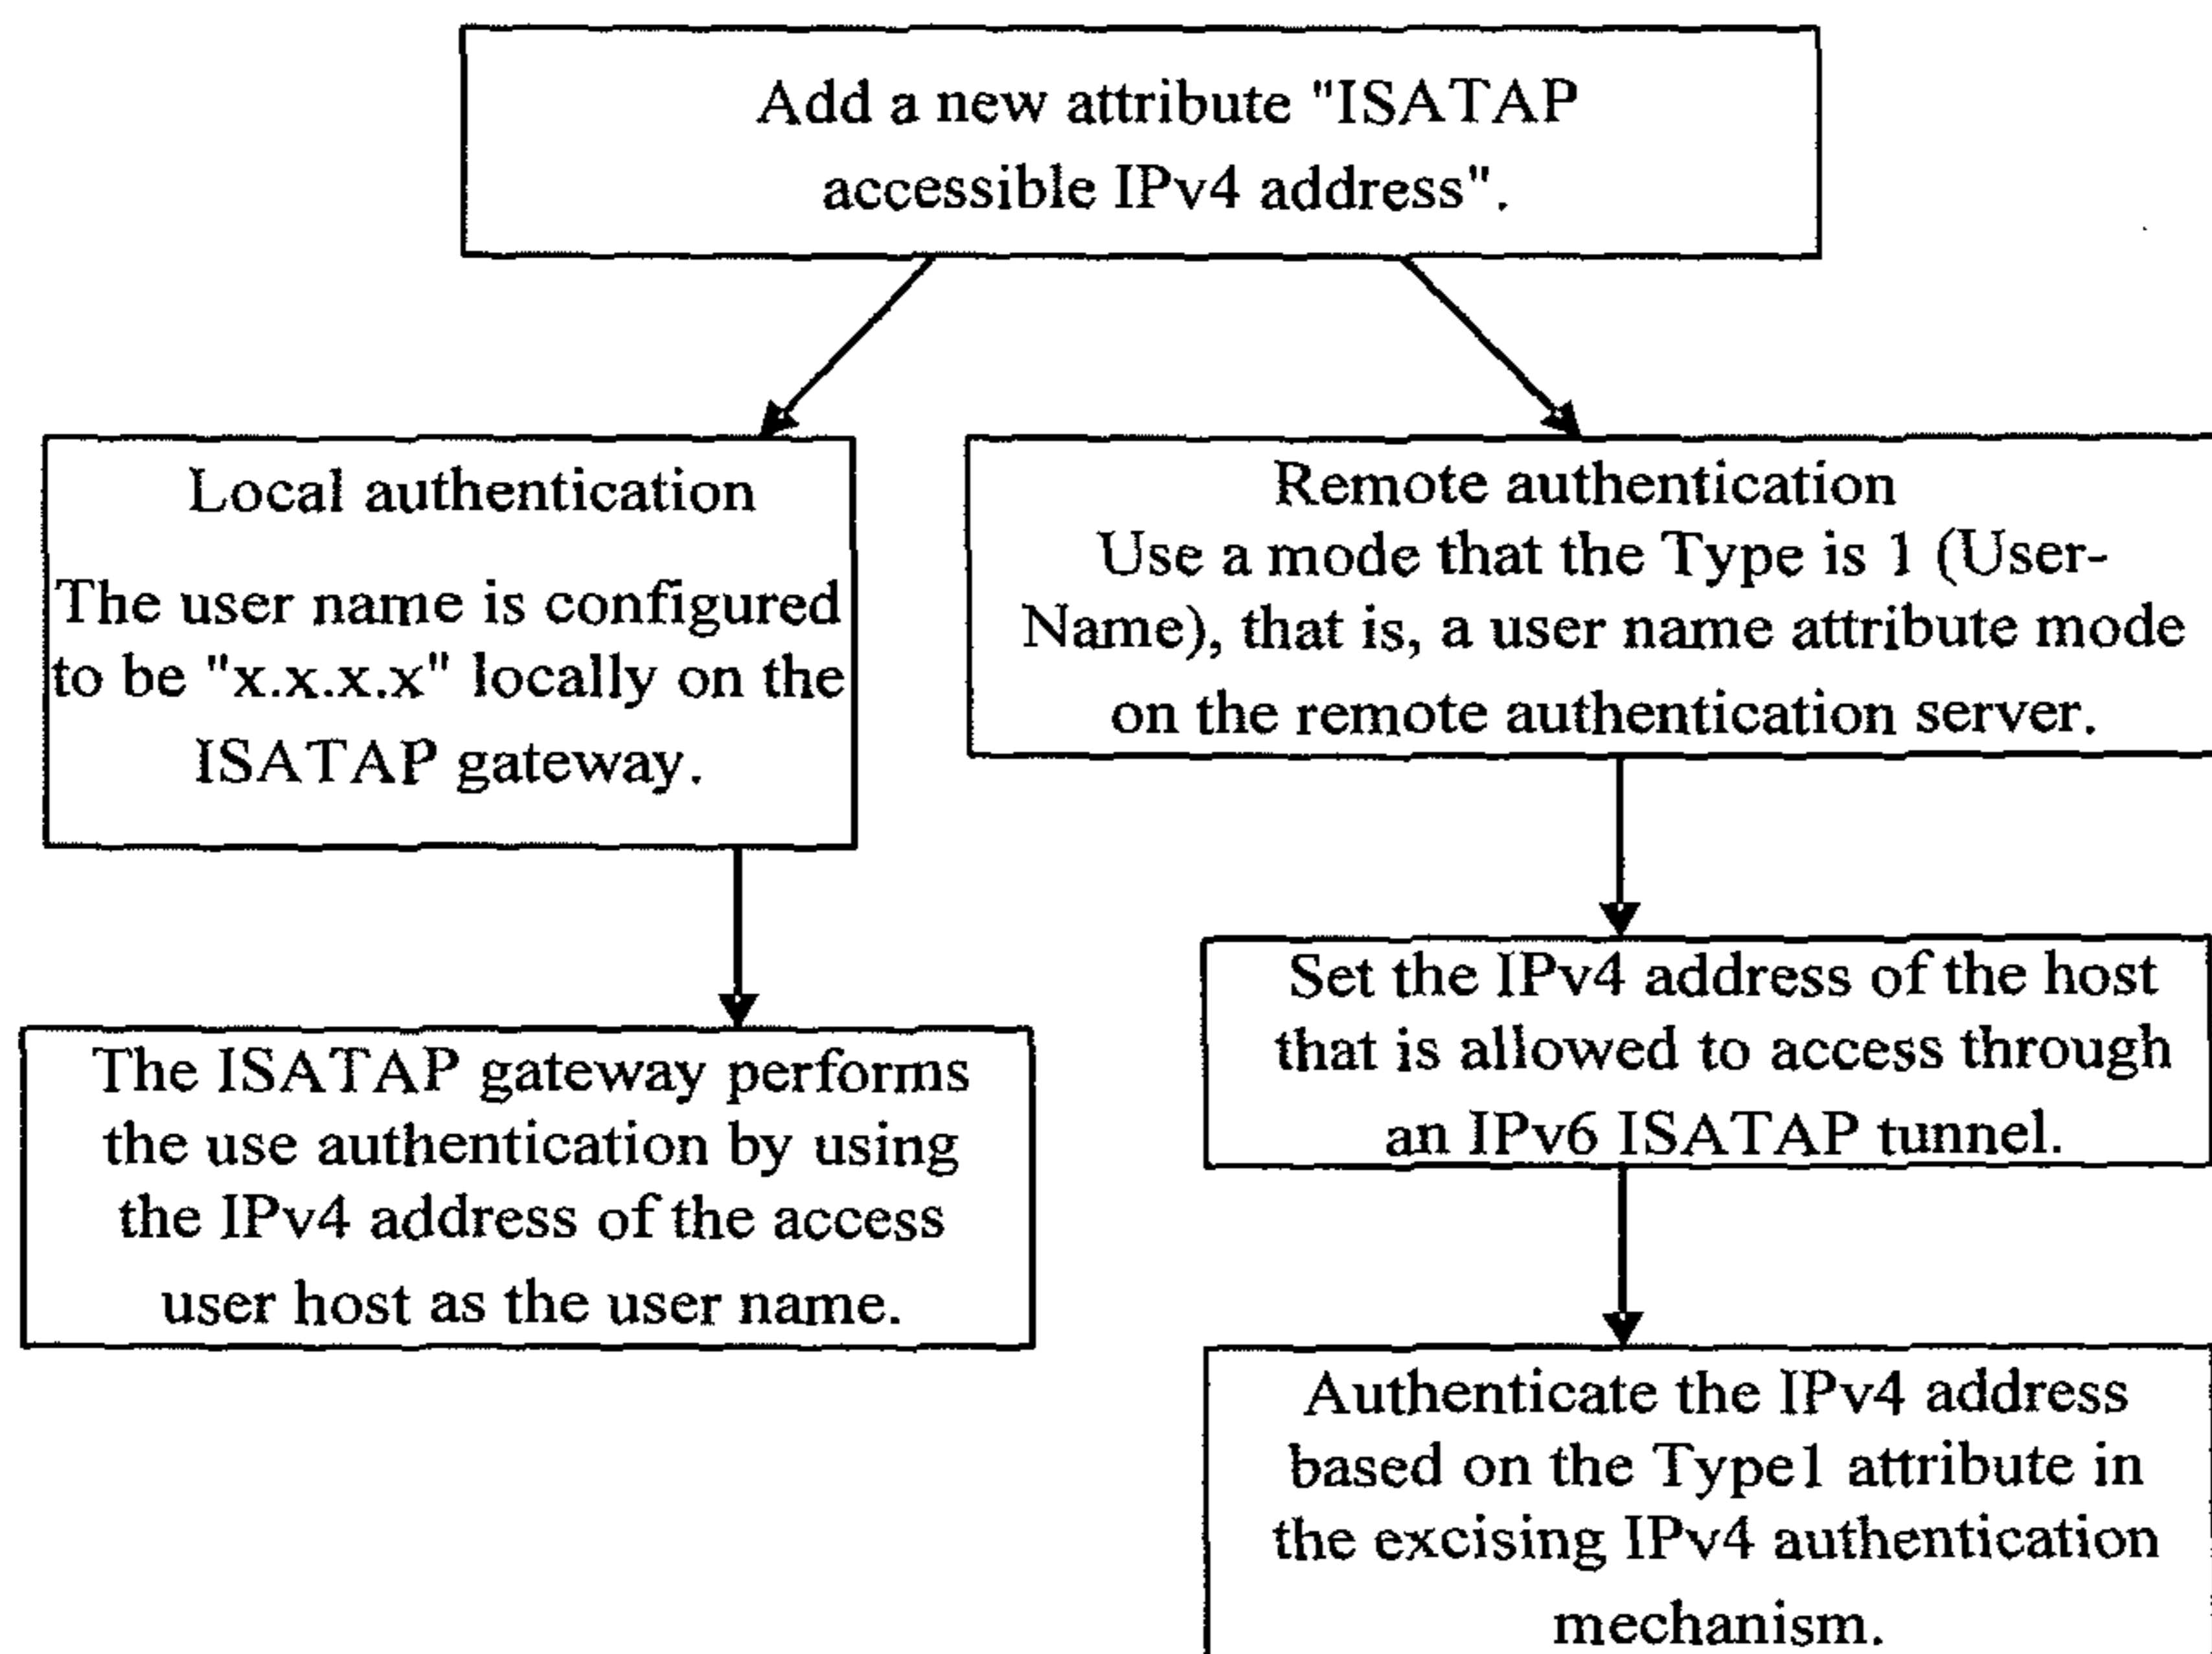 Add a new attribute "ISATAP
accessible IPv4 address".
Local authentication
The user name is configured
to be "x.x.x.x" locally on the
ISATAP gateway.
Remote authentication
Use a mode that the Type is 1 (User-
Name), that is, a user name attribute mode
on the remote authentication server.
The ISATAP gateway performs
the use authentication by using
the IPv4 address of the access
user host as the user name.
Set the IPv4 address of the host
that is allowed to access through
an IPv6 ISATAP tunnel.
Authenticate the IPv4 address
based on the Type1 attribute in
the excising IPv4 authentication
mechanism.